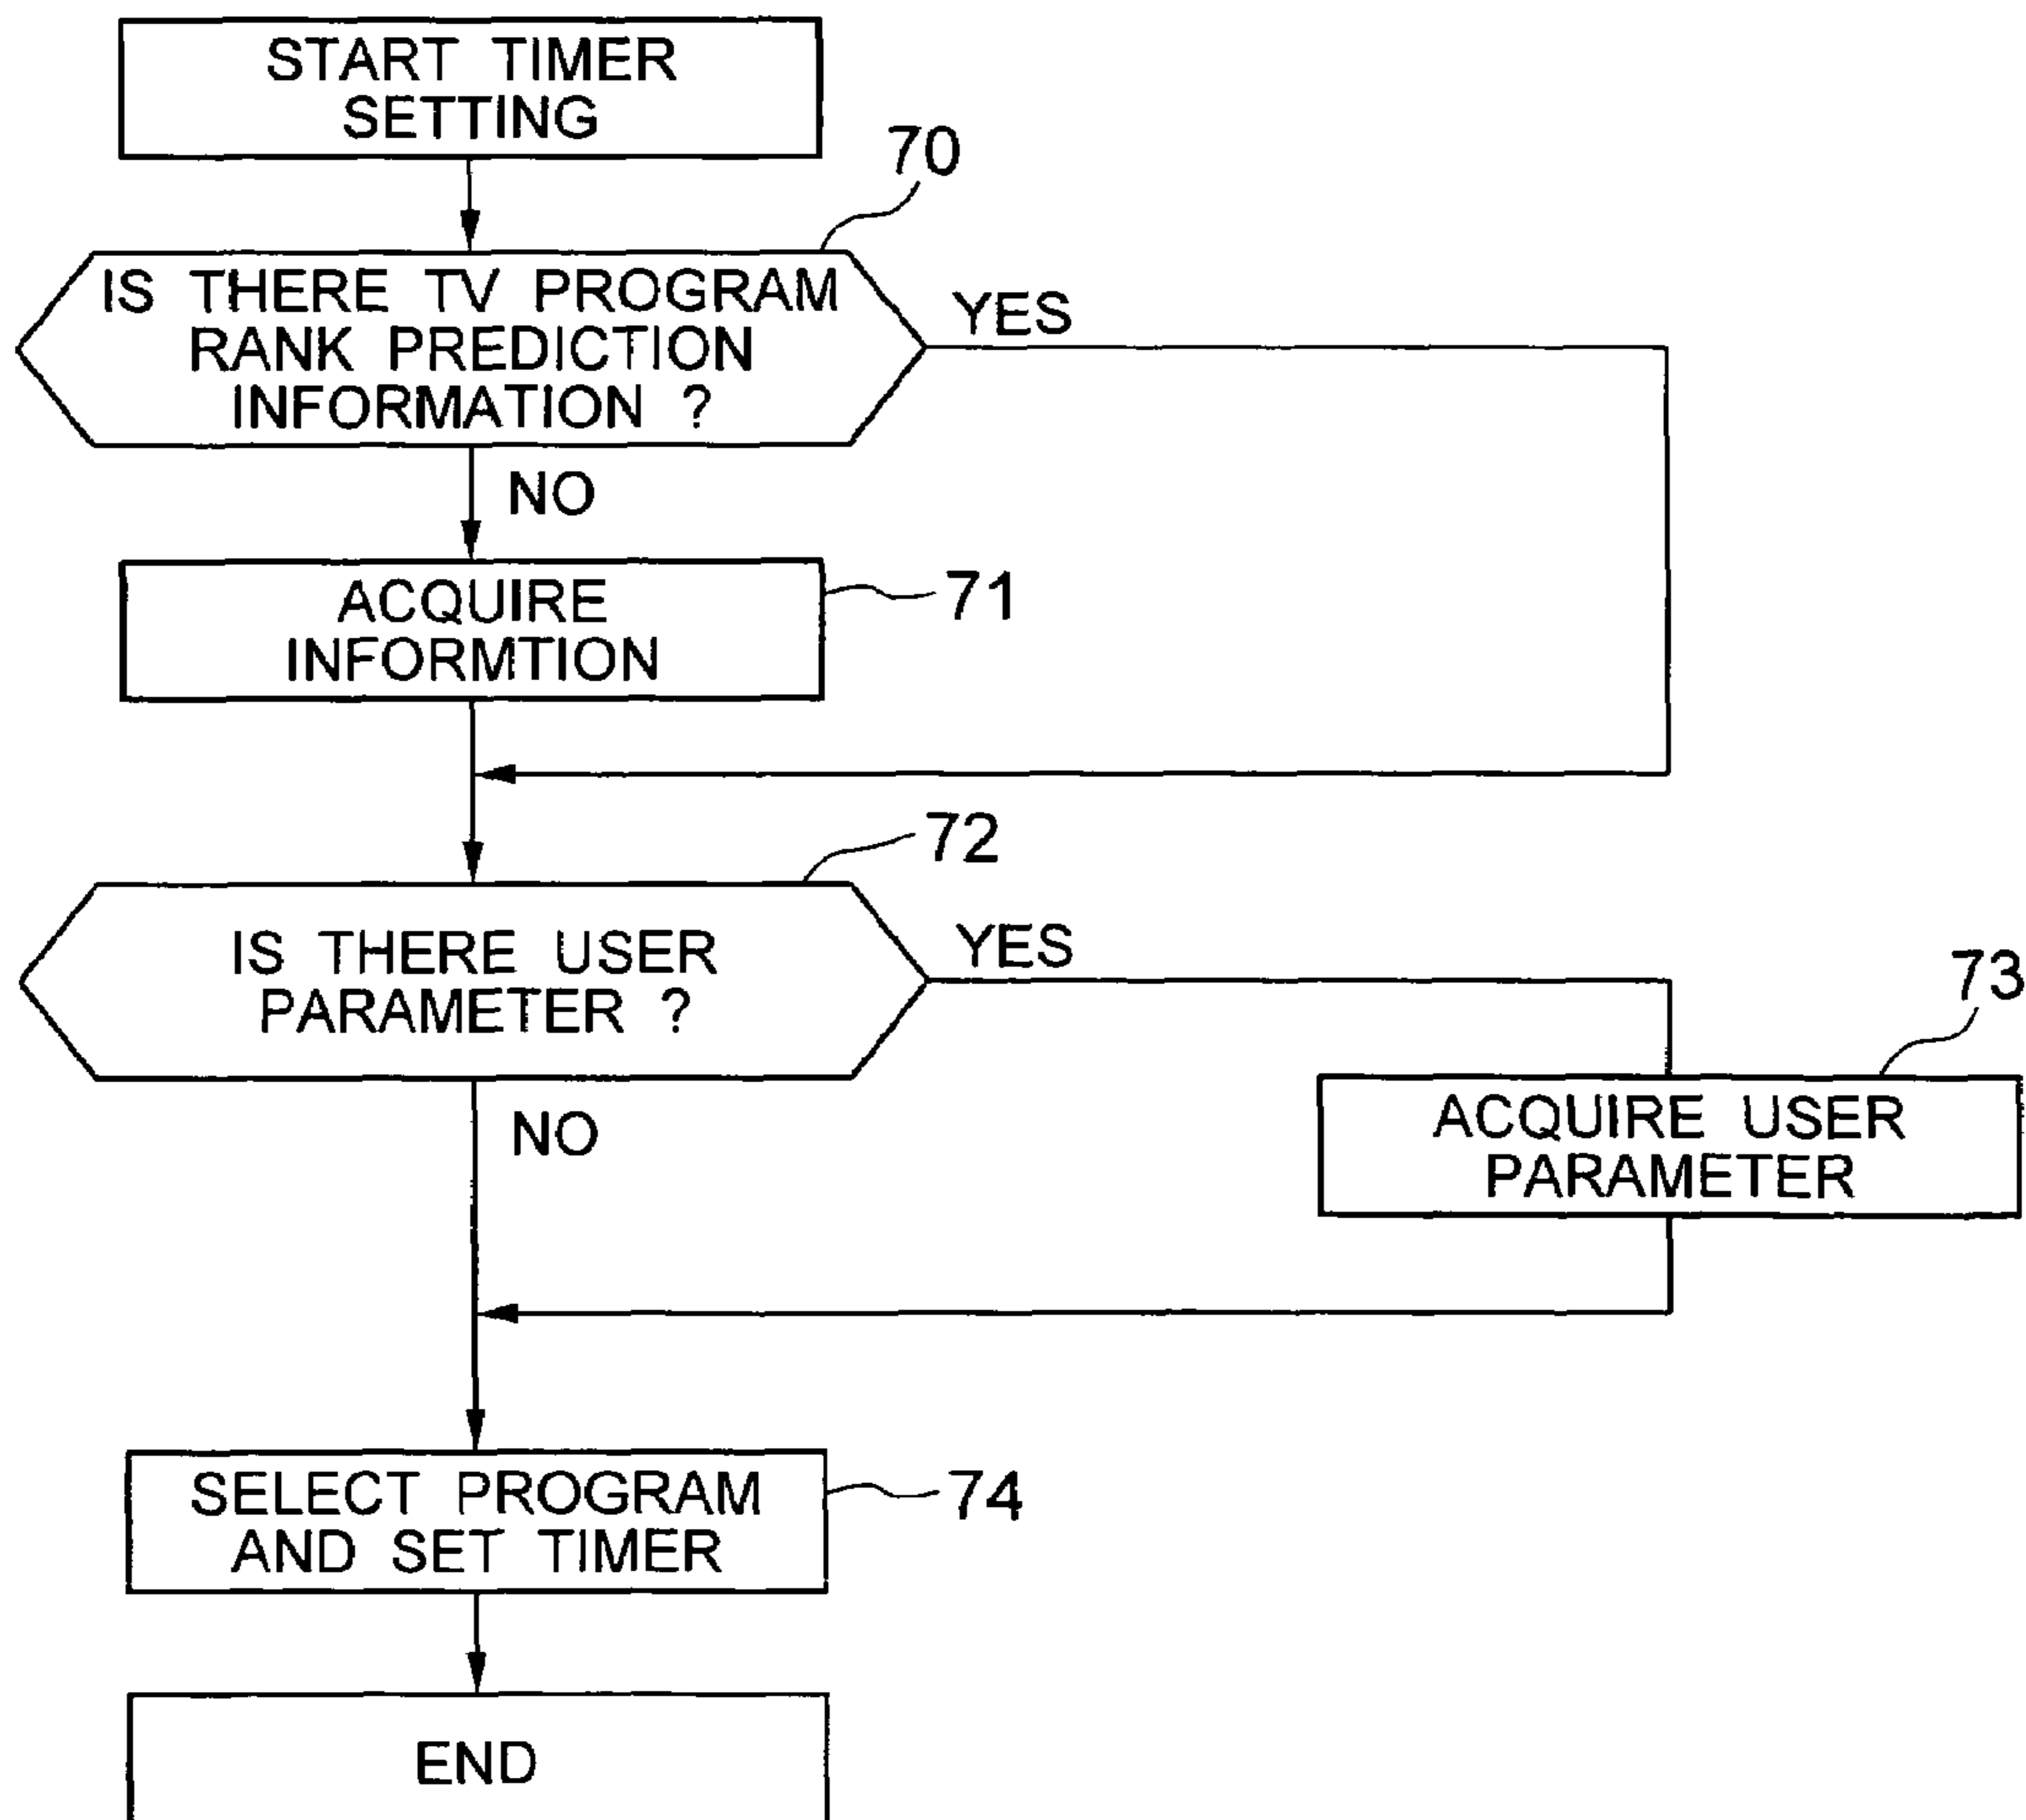 START TIMER
SETTING
70
IS THERE TV PROGRAM
RANK PREDICTION
INFORMATION ?
YES
NO
ACQUIRE
INFORMTION
71
72
IS THERE USER
PARAMETER ?
YES
73
NO
ACQUIRE USER
PARAMETER
SELECT PROGRAM
AND SET TIMER
74
END